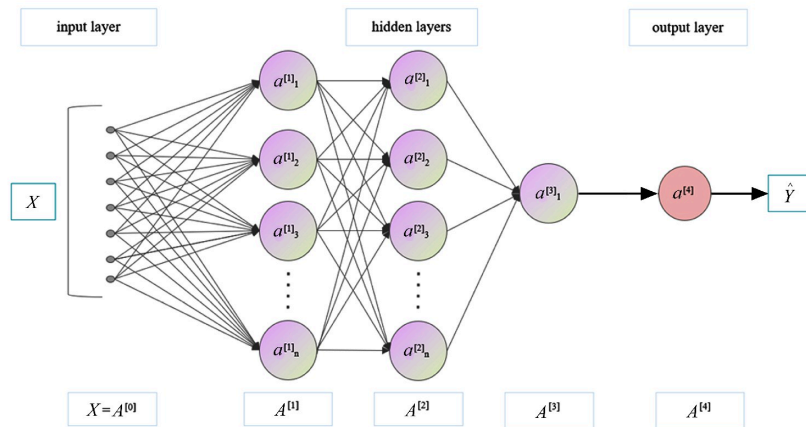 input layer
hidden layers
output layer
X
a[1]1
a[1]2
a[1]3
a[1]n
a[2]1
a[2]2
a[2]3
a[2]n
a[3]1
a[4]
Ŷ
X = A[0]
A[1]
A[2]
A[3]
A[4]